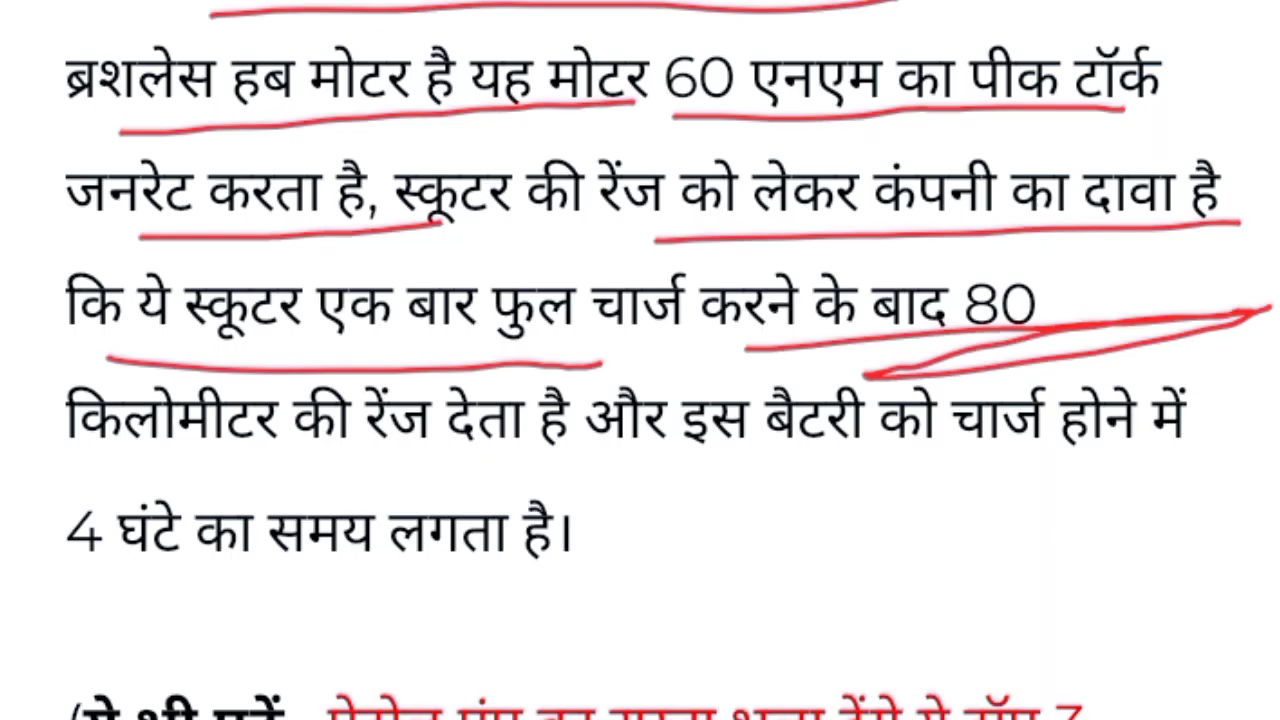 ब्रशलेस हब मोटर है यह मोटर 60 एनएम का पीक टॉर्क
जनरेट करता है, स्कूटर की रेंज को लेकर कंपनी का दावा है
कि ये स्कूटर एक बार फुल चार्ज करने के बाद 80
किलोमीटर की रेंज देता है और इस बैटरी को चार्ज होने में
4 घंटे का समय लगता है।